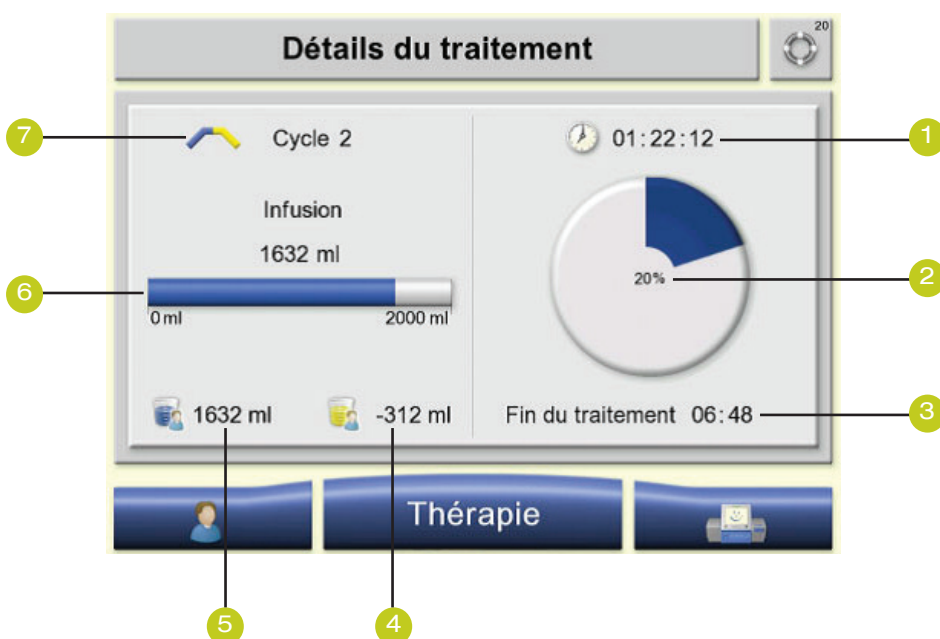 Détails du traitement
20
7
Cycle 2
01:22:12
1
Infusion
1632 ml
6
20%
2
0 ml
2000 ml
1632 ml
-312 ml
Fin du traitement 06:48
3
Thérapie
5
4